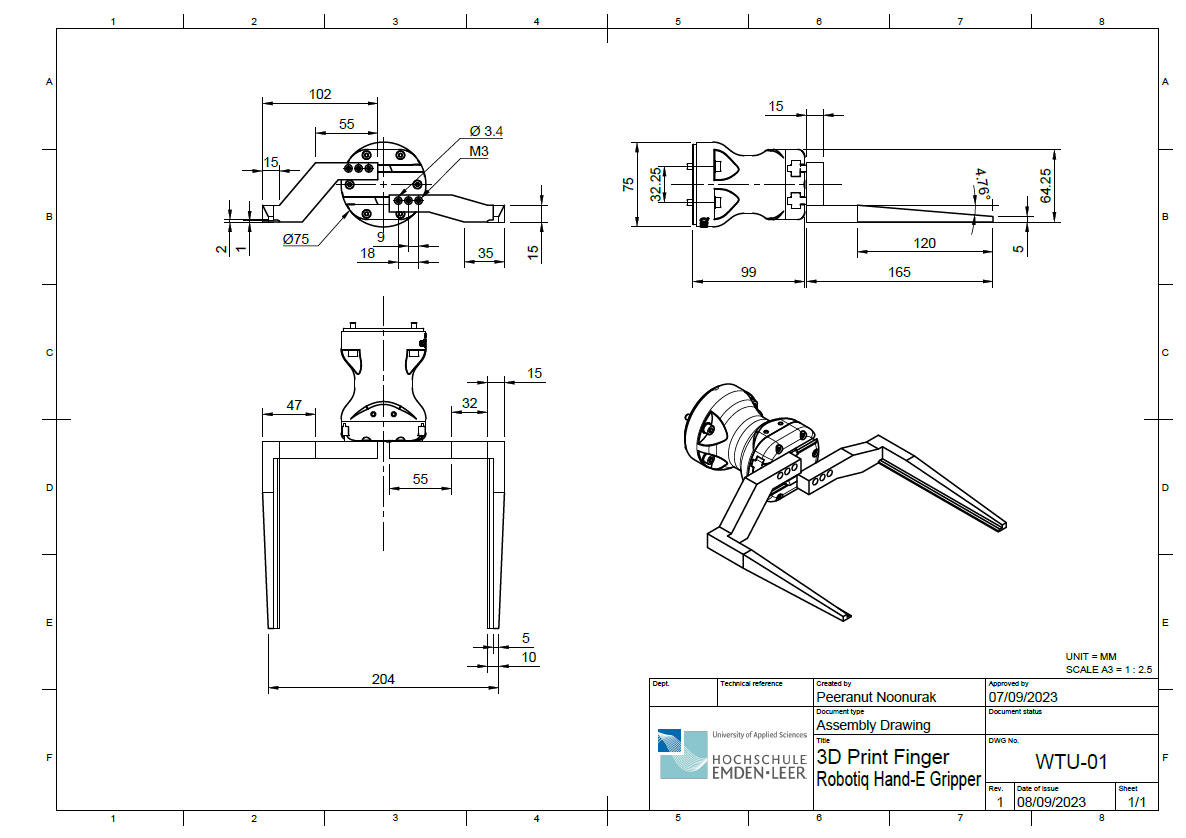 1 2 3 4 5 6 7 8
A A
B B
C C
D D
E E
F F
102
55
15
Ø 3.4
M3
2
1
Ø75
9
18
35
15
15
75
32.25
4.76°
64.25
120
5
99
165
15
47
32
55
5
10
204
UNIT = MM
SCALE A3 = 1 : 2.5
Dept.
Technical reference
Created by
Peeranut Noonurak
Approved by
07/09/2023
Document type
Assembly Drawing
Document status
University of Applied Sciences
HOCHSCHULE
EMDEN·LEER
Title
3D Print Finger
Robotiq Hand-E Gripper
DWG No.
WTU-01
Rev.
1
Date of issue
08/09/2023
Sheet
1/1
1 2 3 4 5 6 7 8